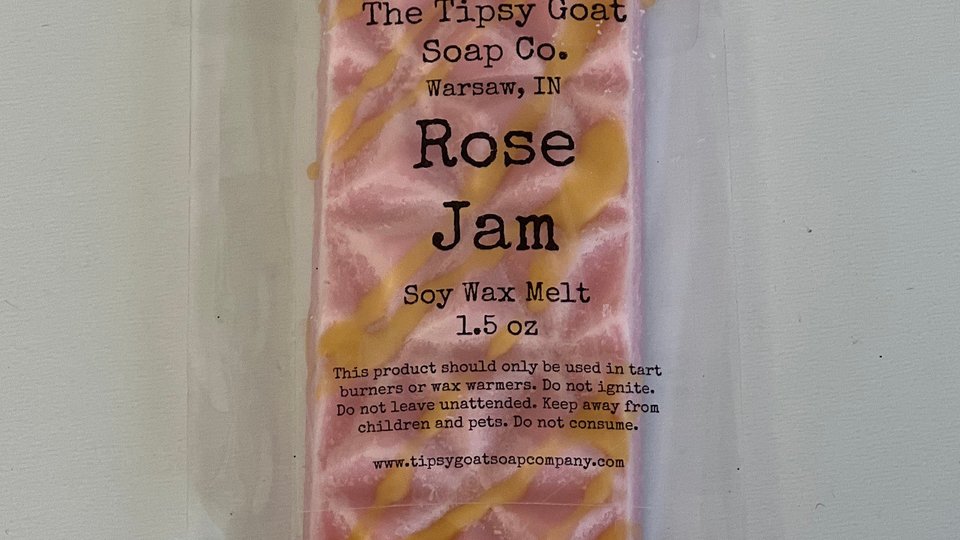 The Tipsy Goat
Soap Co.
Warsaw, IN
Rose
Jam
Soy Wax Melt
1.5 oz
This product should only be used in tart
burners or wax warmers. Do not ignite.
Do not leave unattended. Keep away from
children and pets. Do not consume.
www.tipsygoatsoapcompany.com